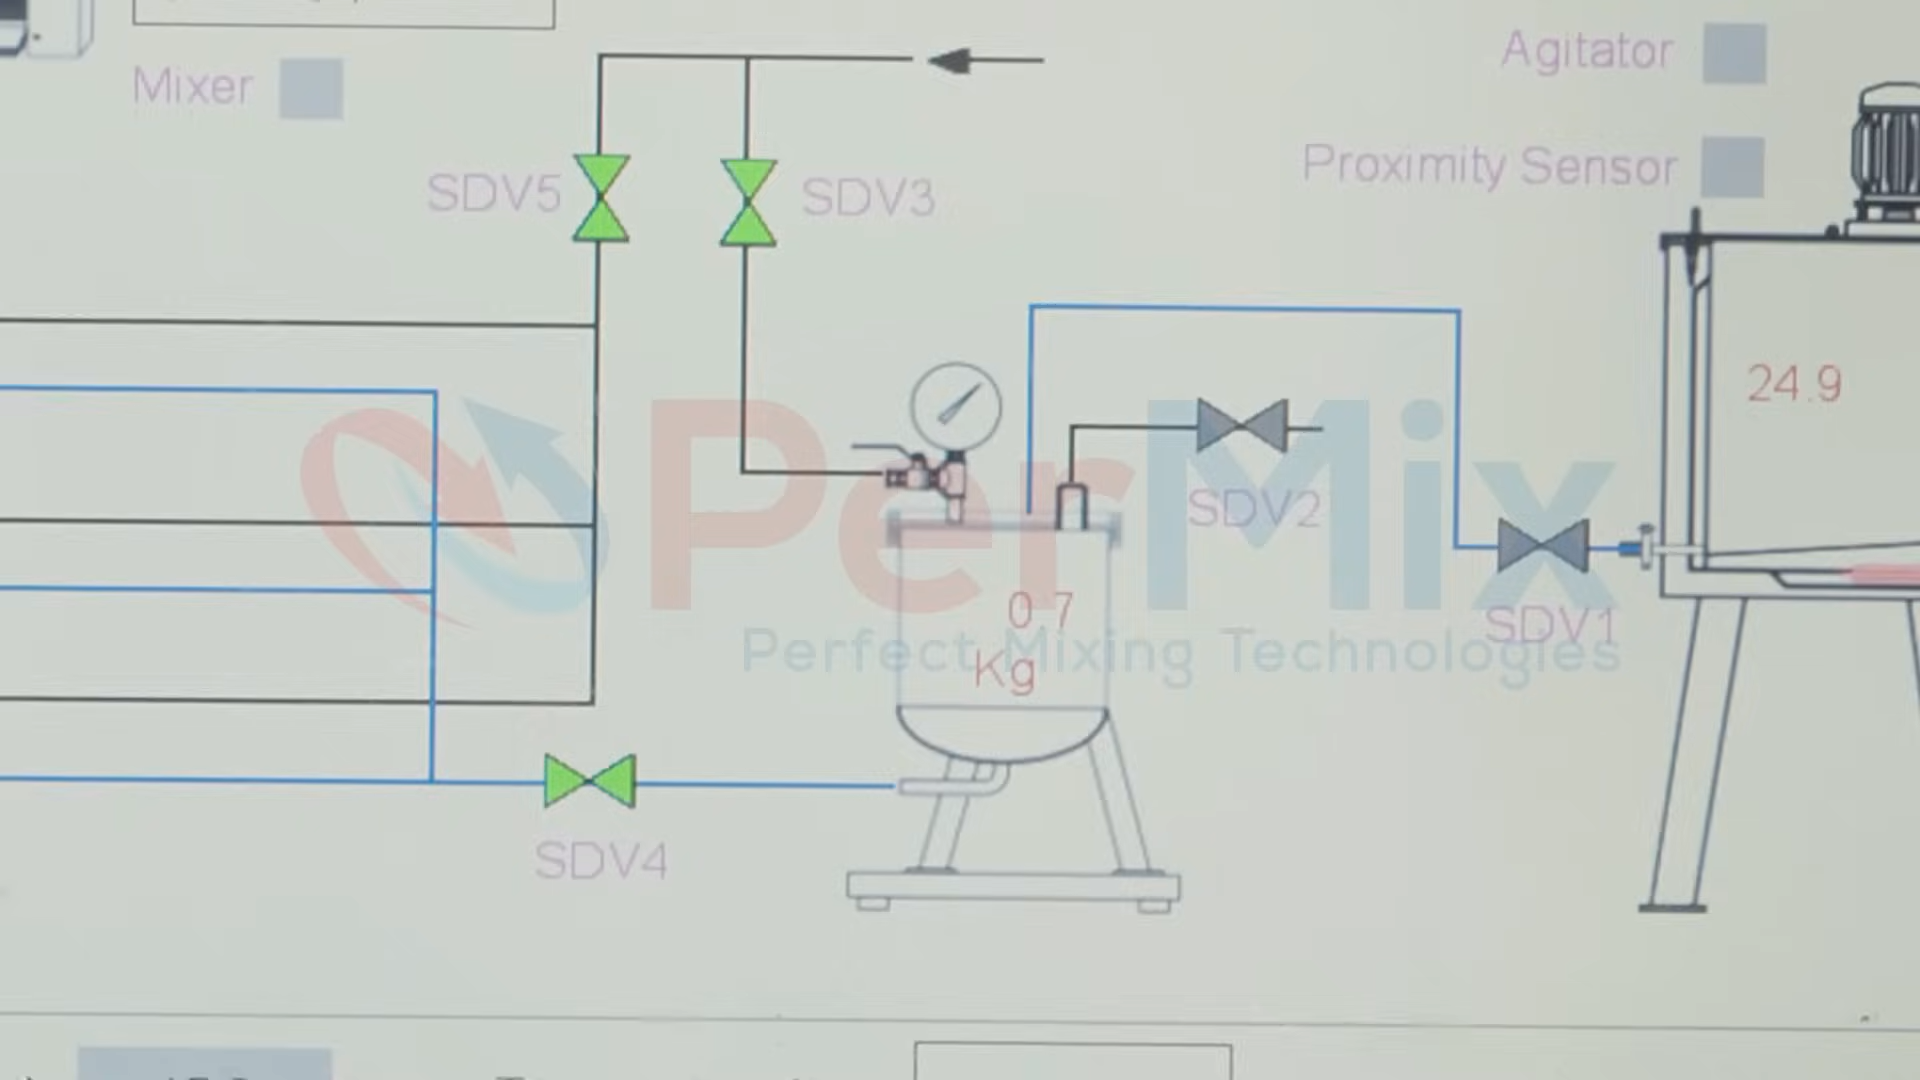 Mixer
Agitator
Proximity Sensor
SDV5
SDV3
24.9
SDV2
PerMix
Perfect Mixing Technologies
0.7
Kg
SDV1
SDV4